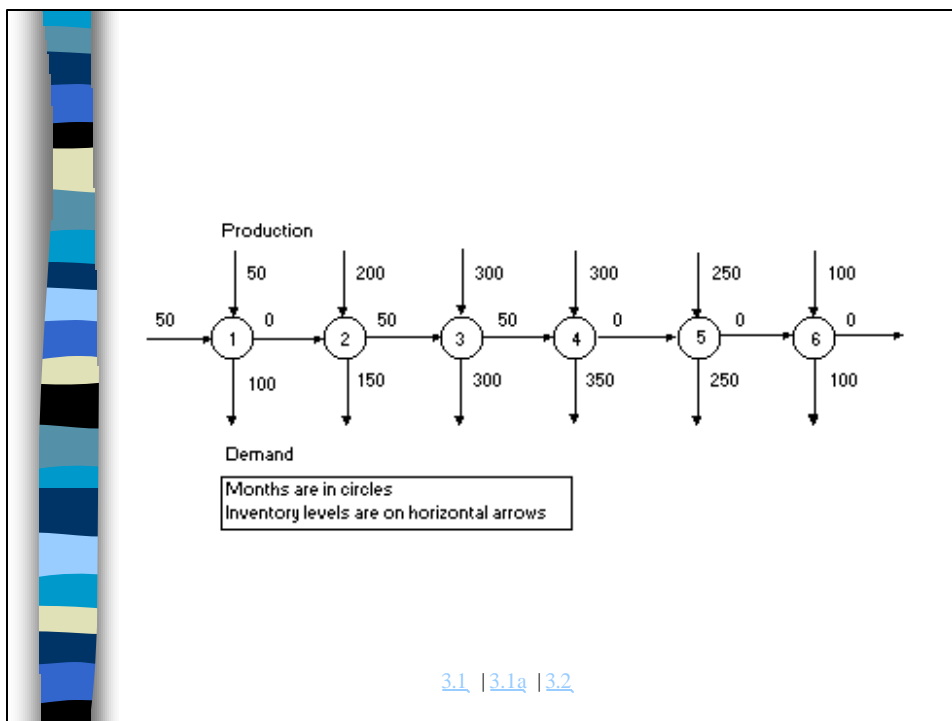 Production
50 200 300 300 250 100
50 0 50 50 0 0 0
1 2 3 4 5 6
100 150 300 350 250 100
Demand
Months are in circles
Inventory levels are on horizontal arrows
3.1 | 3.1a | 3.2